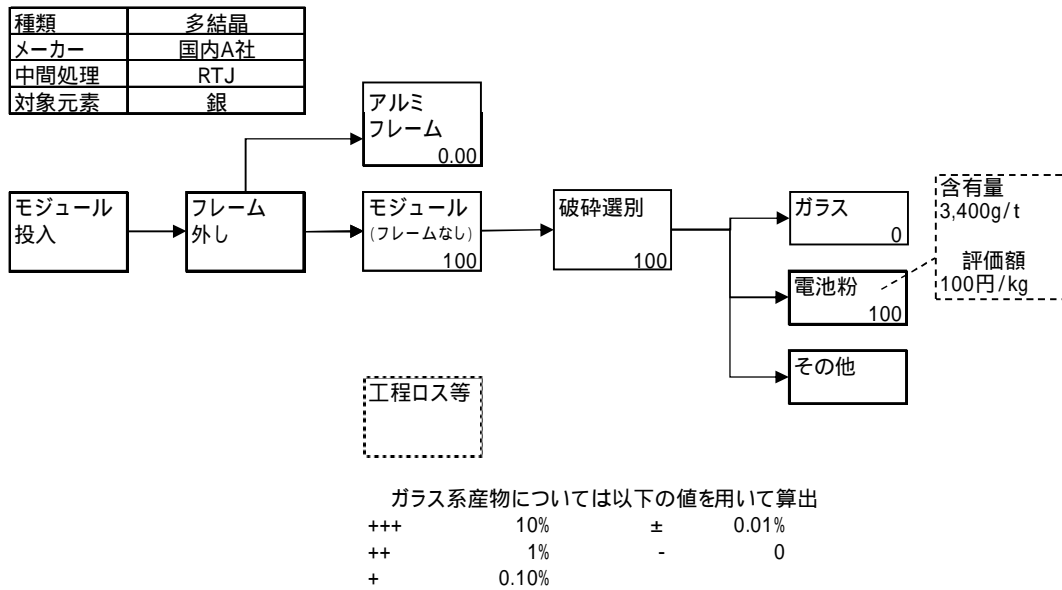 種類 多結晶
メーカー 国内A社
中間処理 RTJ
対象元素 銀
アルミ
フレーム
0.00
モジュール
投入
フレーム
外し
モジュール
(フレームなし)
100
破砕選別
100
ガラス
0
電池粉
100
その他
含有量
3,400g/t
評価額
100円/kg
工程ロス等
ガラス系産物については以下の値を用いて算出
+++ 10% ± 0.01%
++ 1% - 0
+ 0.10%